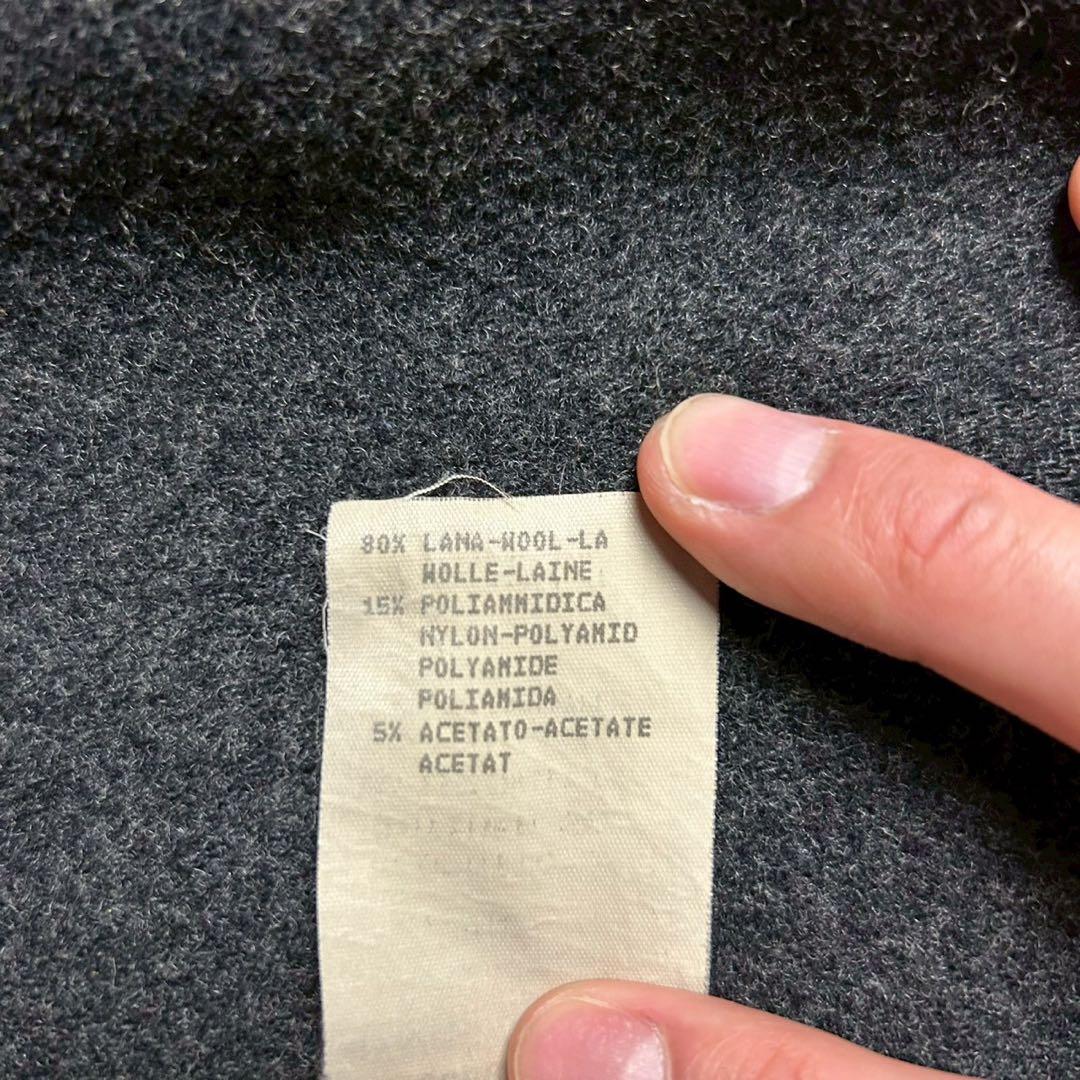 80% LANA-WOOL-LA
WOLLE-LAINE
15% POLIAMMIDICA
NYLON-POLYAMID
POLYAMIDE
POLIAMIDA
5% ACETATO-ACETATE
ACETAT